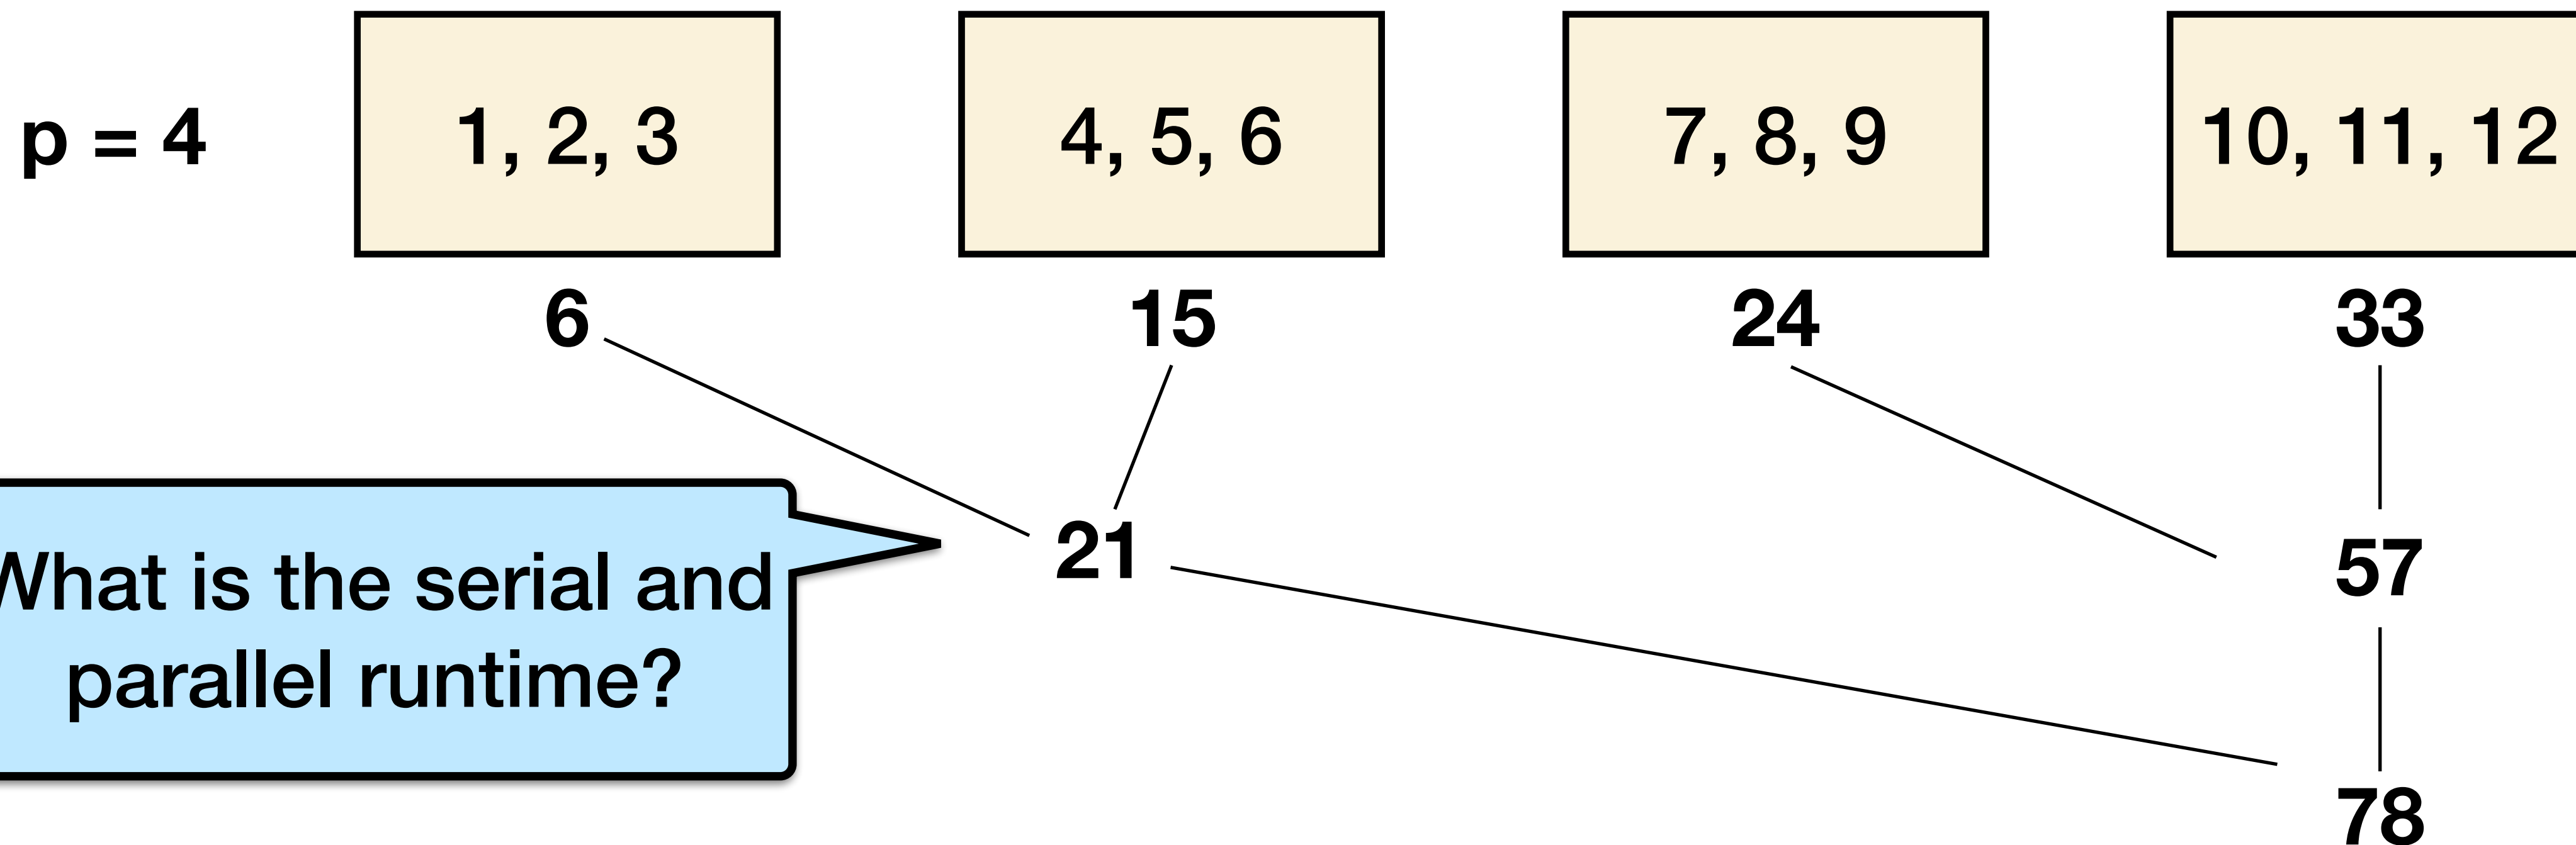 p = 4
1, 2, 3
4, 5, 6
7, 8, 9
10, 11, 12
6
15
24
33
21
57
What is the serial and
parallel runtime?
78